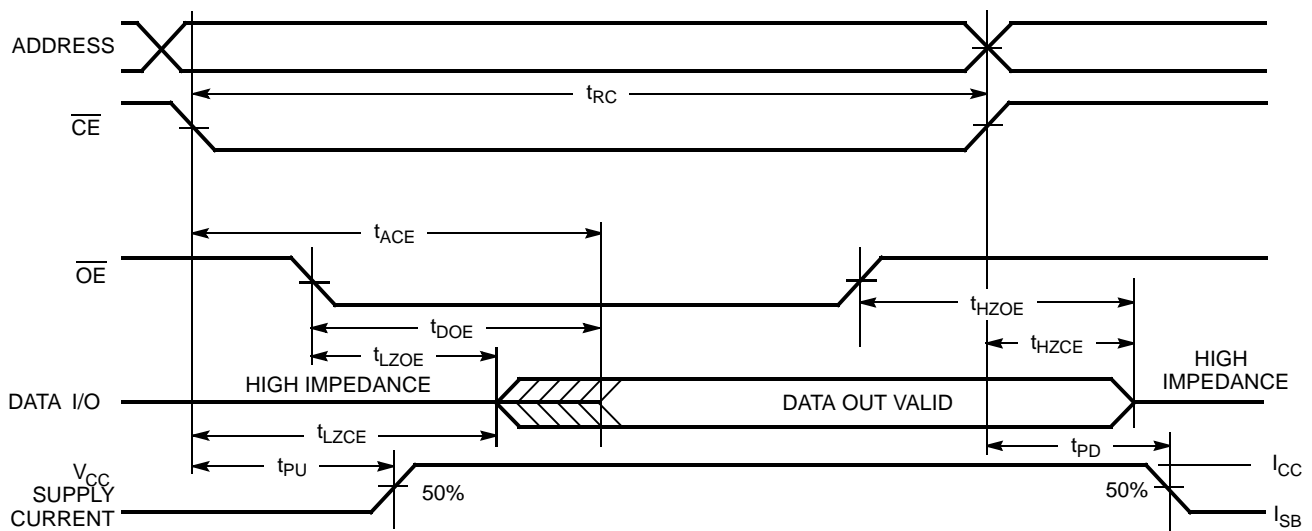 ADDRESS
tRC
CE
tACE
OE
tHZOE
tDOE
tHZCE
tLZOE
HIGH
IMPEDANCE
HIGH IMPEDANCE
DATA I/O
DATA OUT VALID
tLZCE
tPD
tPU
VCC
SUPPLY
CURRENT
50%
50%
ICC
ISB